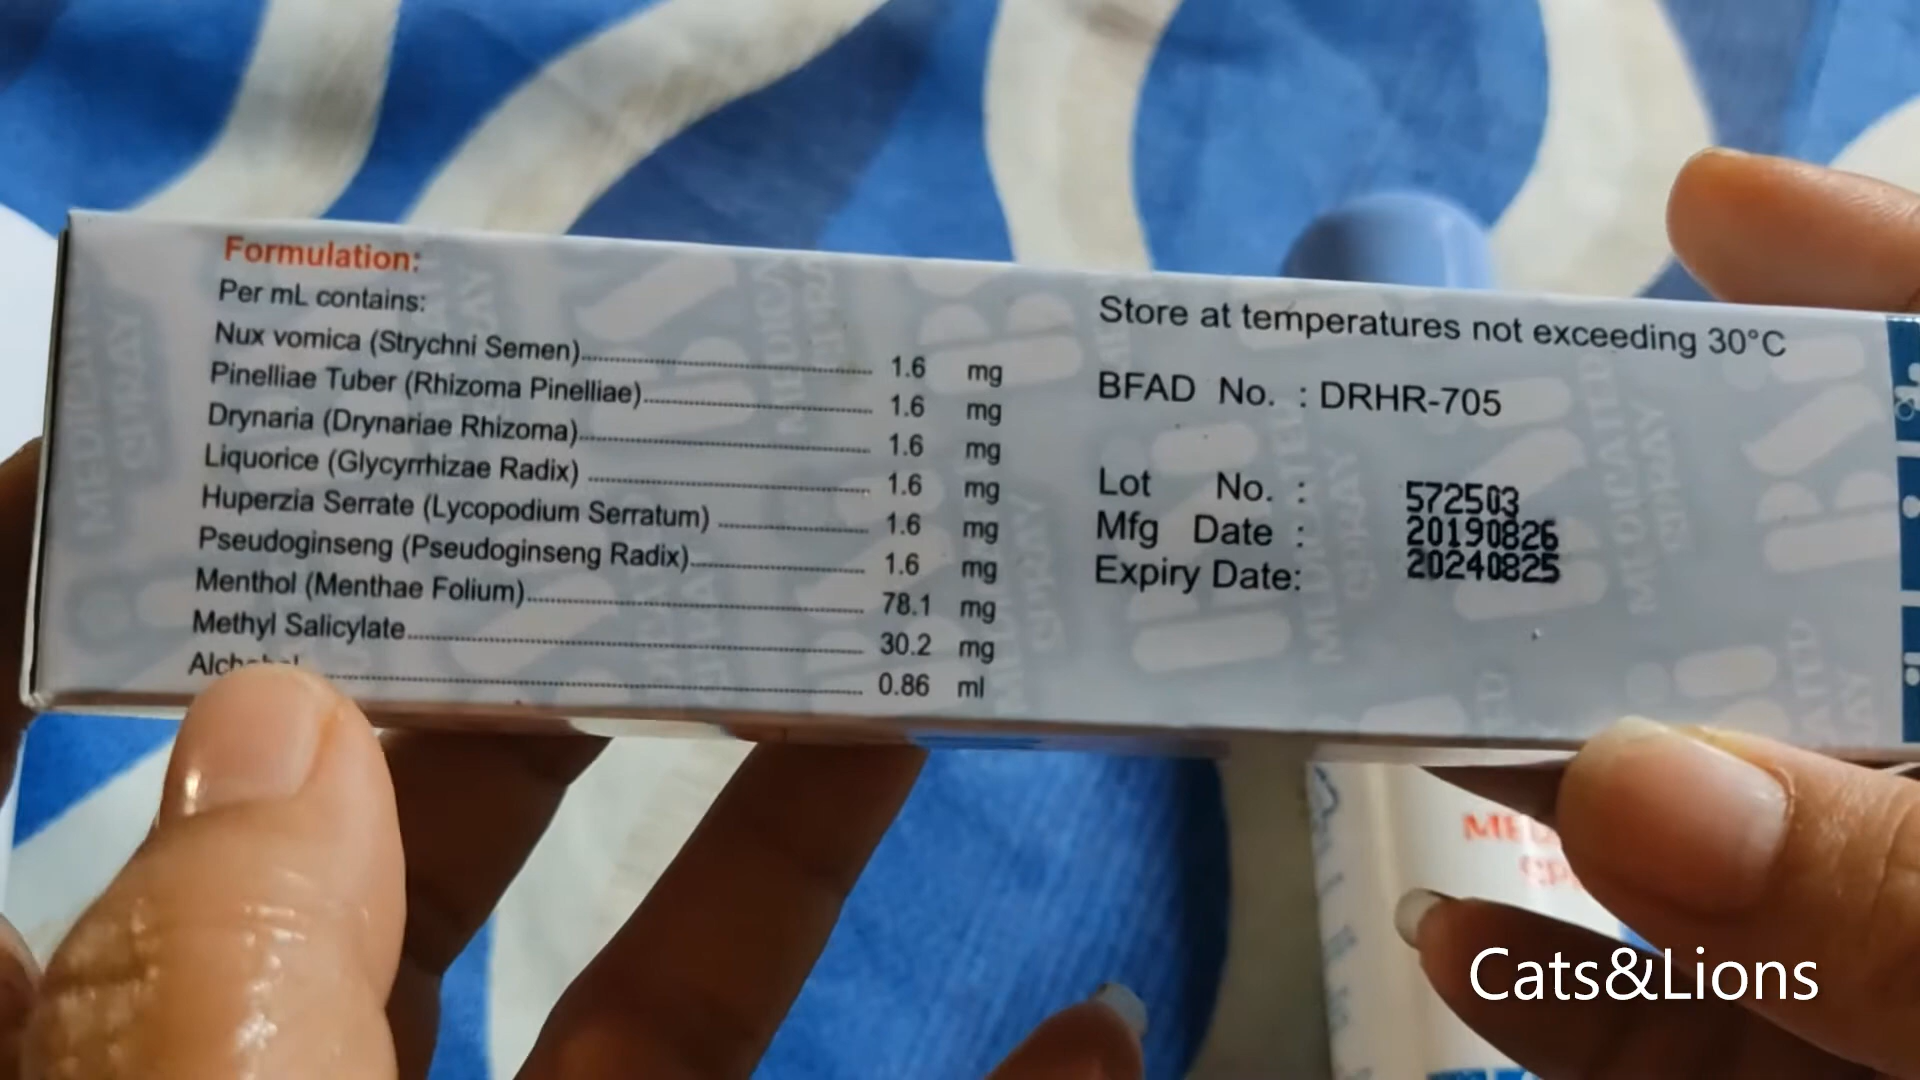 Formulation:
Per mL contains:
Nux vomica (Strychni Semen) 1.6 mg
Pinelliae Tuber (Rhizoma Pinelliae) 1.6 mg
Drynaria (Drynariae Rhizoma) 1.6 mg
Liquorice (Glycyrrhizae Radix) 1.6 mg
Huperzia Serrate (Lycopodium Serratum) 1.6 mg
Pseudoginseng (Pseudoginseng Radix) 1.6 mg
Menthol (Menthae Folium) 78.1 mg
Methyl Salicylate 30.2 mg
0.86 ml
Store at temperatures not exceeding 30°C
BFAD No. : DRHR-705
Lot No. : 572503
Mfg Date : 20190826
Expiry Date: 20240825
Cats&Lions